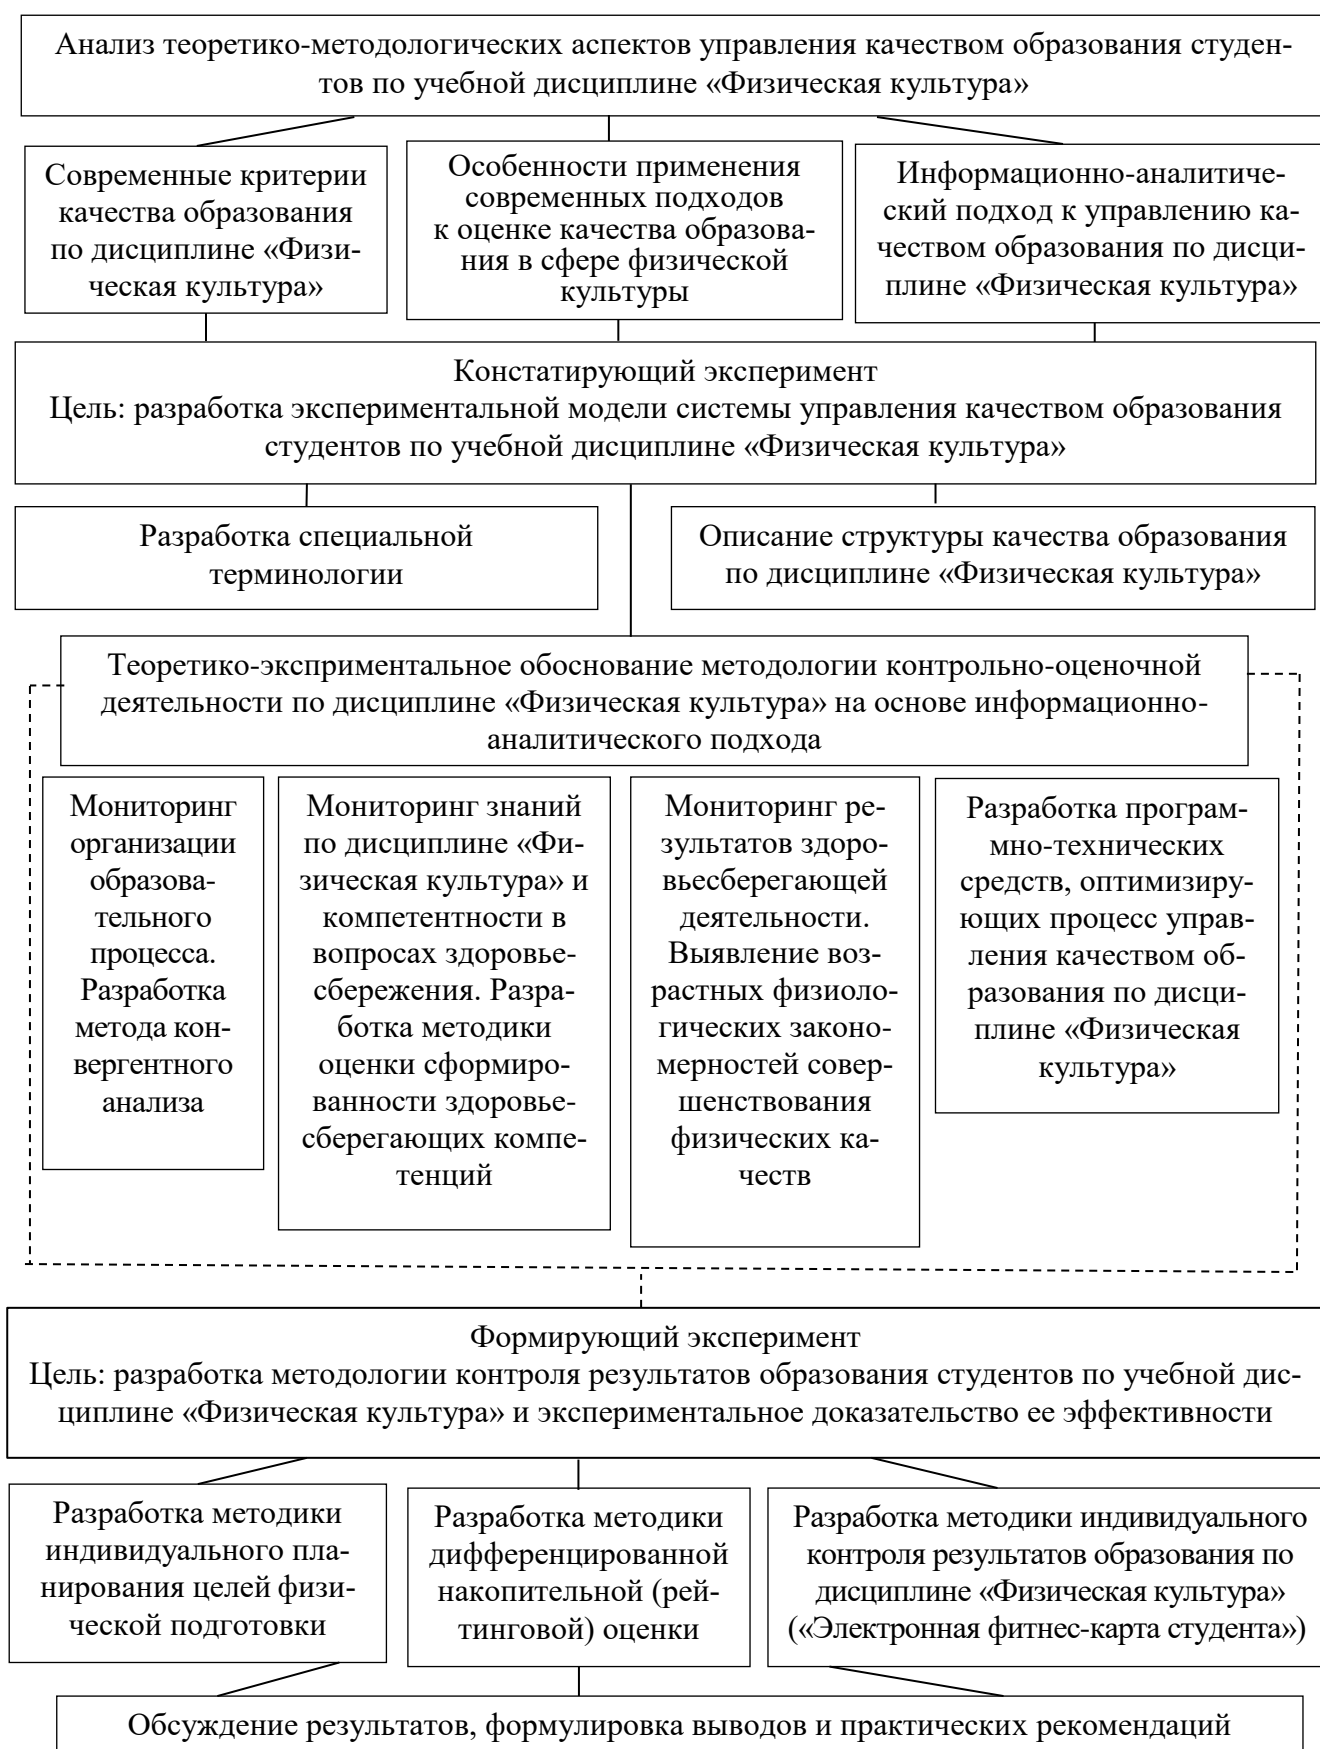 Анализ теоретико-методологических аспектов управления качеством образования студен-
тов по учебной дисциплине «Физическая культура»
Современные критерии
качества образования
по дисциплине «Физи-
ческая культура»
Особенности применения
современных подходов
к оценке качества образова-
ния в сфере физической
культуры
Информационно-аналитиче-
ский подход к управлению ка-
чеством образования по дисци-
плине «Физическая культура»
Констатирующий эксперимент
Цель: разработка экспериментальной модели системы управления качеством образования
студентов по учебной дисциплине «Физическая культура»
Разработка специальной
терминологии
Описание структуры качества образования
по дисциплине «Физическая культура»
Теоретико-эксприментальное обоснование методологии контрольно-оценочной
деятельности по дисциплине «Физическая культура» на основе информационно-
аналитического подхода
Мониторинг
организации
образова-
тельного
процесса.
Разработка
метода кон-
вергентного
анализа
Мониторинг знаний
по дисциплине «Фи-
зическая культура» и
компетентности в
вопросах здоровье-
сбережения. Разра-
ботка методики
оценки сформиро-
ванности здоровье-
сберегающих компе-
тенций
Мониторинг ре-
зультатов здоро-
вьесберегающей
деятельности.
Выявление воз-
растных физиоло-
гических законо-
мерностей совер-
шенствования
физических ка-
честв
Разработка програм-
мно-технических
средств, оптимизиру-
ющих процесс управ-
ления качеством об-
разования по дисци-
плине «Физическая
культура»
Формирующий эксперимент
Цель: разработка методологии контроля результатов образования студентов по учебной дис-
циплине «Физическая культура» и экспериментальное доказательство ее эффективности
Разработка методики
индивидуального пла-
нирования целей физи-
ческой подготовки
Разработка методики
дифференцированной
накопительной (рей-
тинговой) оценки
Разработка методики индивидуального
контроля результатов образования по
дисциплине «Физическая культура»
(«Электронная фитнес-карта студента»)
Обсуждение результатов, формулировка выводов и практических рекомендаций